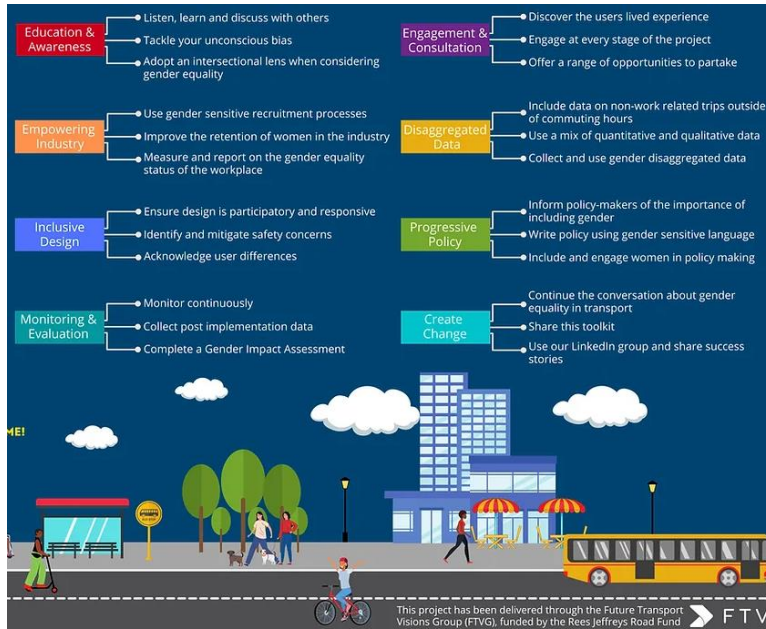 Education &
Awareness
Listen, learn and discuss with others
Tackle your unconscious bias
Adopt an intersectional lens when considering
gender equality
Engagement &
Consultation
Discover the users lived experience
Engage at every stage of the project
Offer a range of opportunities to partake
Empowering
Industry
Use gender sensitive recruitment processes
Improve the retention of women in the industry
Measure and report on the gender equality
status of the workplace
Disaggregated
Data
Include data on non-work related trips outside
of commuting hours
Use a mix of quantitative and qualitative data
Collect and use gender disaggregated data
Inclusive
Design
Ensure design is participatory and responsive
Identify and mitigate safety concerns
Acknowledge user differences
Progressive
Policy
Inform policy-makers of the importance of
including gender
Write policy using gender sensitive language
Include and engage women in policy making
Monitoring &
Evaluation
Monitor continuously
Collect post implementation data
Complete a Gender Impact Assessment
Create
Change
Continue the conversation about gender
equality in transport
Share this toolkit
Use our LinkedIn group and share success
stories
ME!
This project has been delivered through the Future Transport
Visions Group (FTVG), funded by the Rees Jeffreys Road Fund
FTV